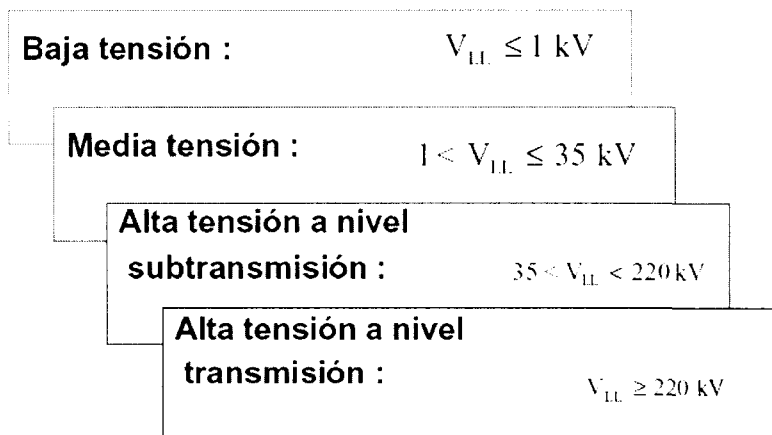 Baja tensión : V_LL ≤ 1 kV
Media tensión : 1 < V_LL ≤ 35 kV
Alta tensión a nivel
subtransmisión : 35 < V_LL < 220 kV
Alta tensión a nivel
transmisión :
V_LL ≥ 220 kV